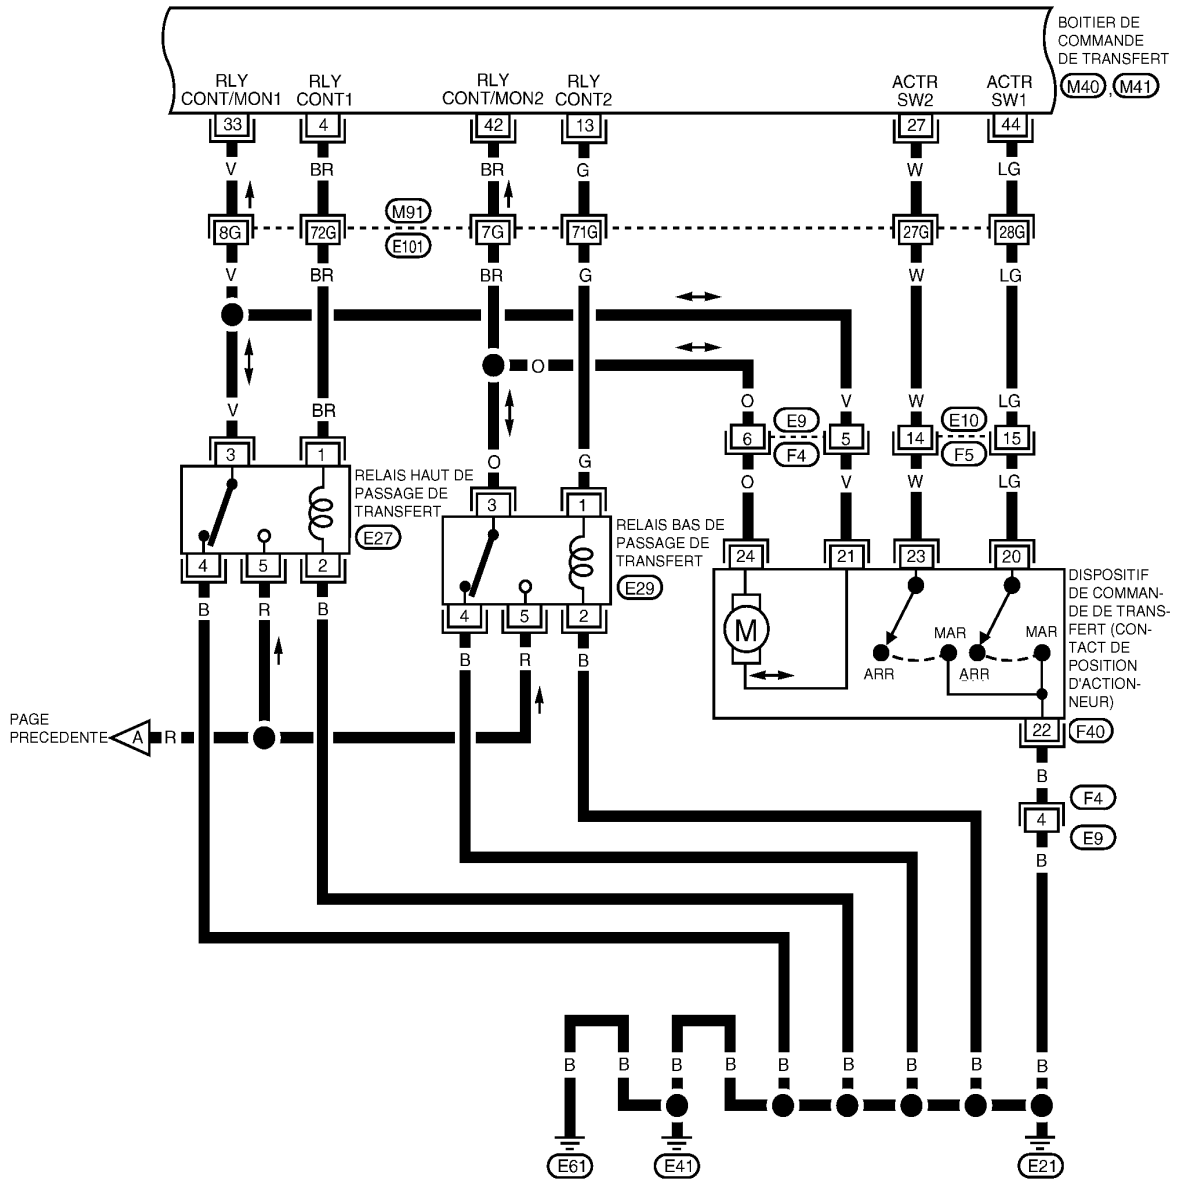 BOITIER DE
COMMANDE
DE TRANSFERT
M40 , M41
RLY
CONT/MON1
RLY
CONT1
RLY
CONT/MON2
RLY
CONT2
ACTR
SW2
ACTR
SW1
33 4 42 13 27 44
V BR BR G W LG
M91
8G 72G 7G 71G 27G 28G
E101
V BR BR G W LG
O
V BR O V W LG
E9 E10
6 5 14 15
F4 F5
3 1 O G
O V W LG
RELAIS HAUT DE
PASSAGE DE
TRANSFERT
E27
3 1
RELAIS BAS DE
PASSAGE DE
TRANSFERT
E29
4 5 2
B R B
4 5 2
B R B
24 21 23 20
DISPOSITIF
DE COMMAN-
DE DE TRANS-
FERT (CON-
TACT DE
POSITION
D'ACTION-
NEUR)
M
MAR MAR
ARR ARR
22 F40
PAGE
PRECEDENTE
A R
B
F4
4
E9
B
B B B B B B B B B
E61 E41 E21